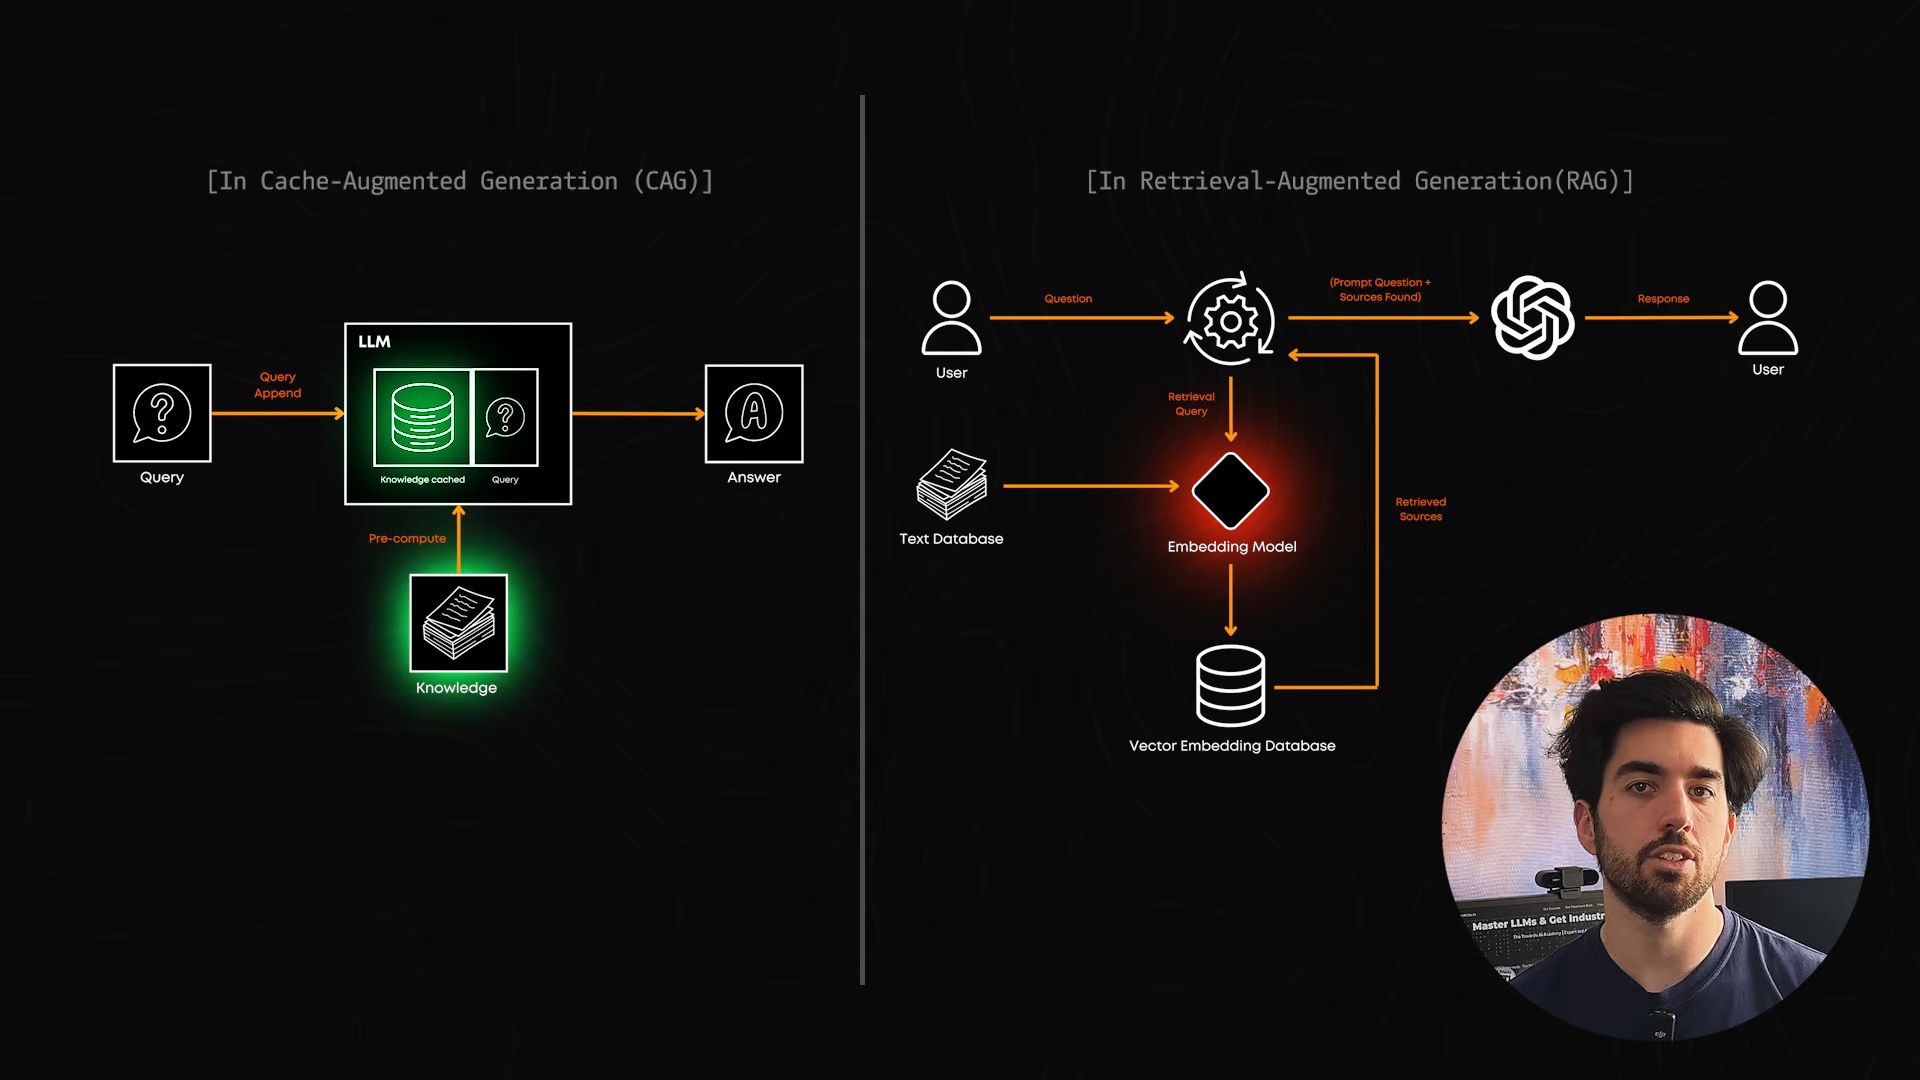 [In Cache-Augmented Generation (CAG)]
Query
Append
LLM
Knowledge cached
Query
Query
Answer
Pre-compute
Knowledge
[In Retrieval-Augmented Generation(RAG)]
Question
(Prompt Question +
Sources Found)
Response
User
User
Retrieval
Query
Text Database
Embedding Model
Retrieved
Sources
Vector Embedding Database
Master LLMs & Get Industr
dji